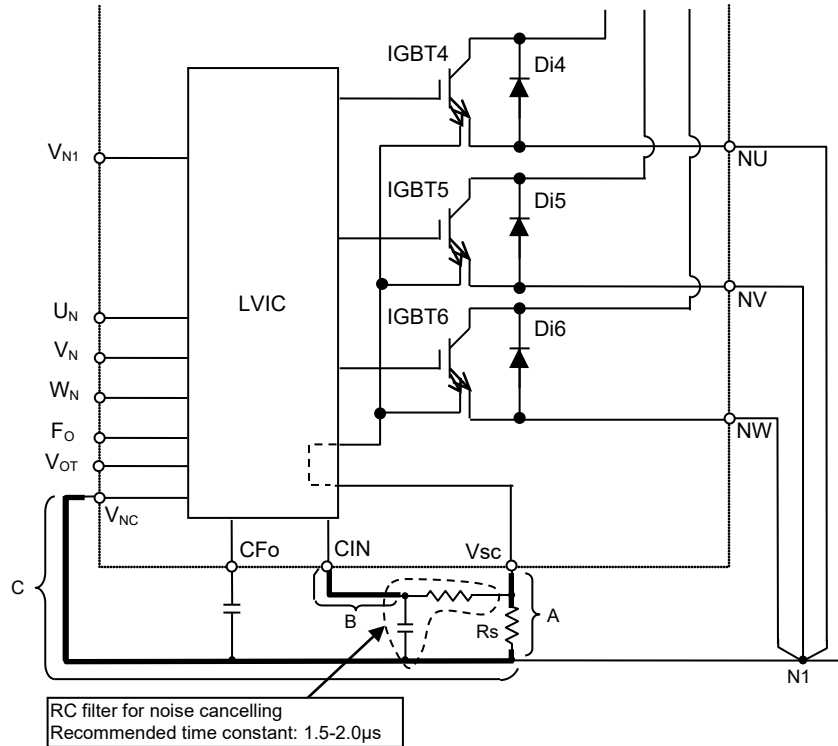 IGBT4
Di4
VN1
NU
IGBT5
Di5
LVIC
UN
NV
IGBT6
Di6
VN
WN
FO
NW
VOT
VNC
CFo
CIN
Vsc
C
B
A
Rs
N1
RC filter for noise cancelling
Recommended time constant: 1.5-2.0µs